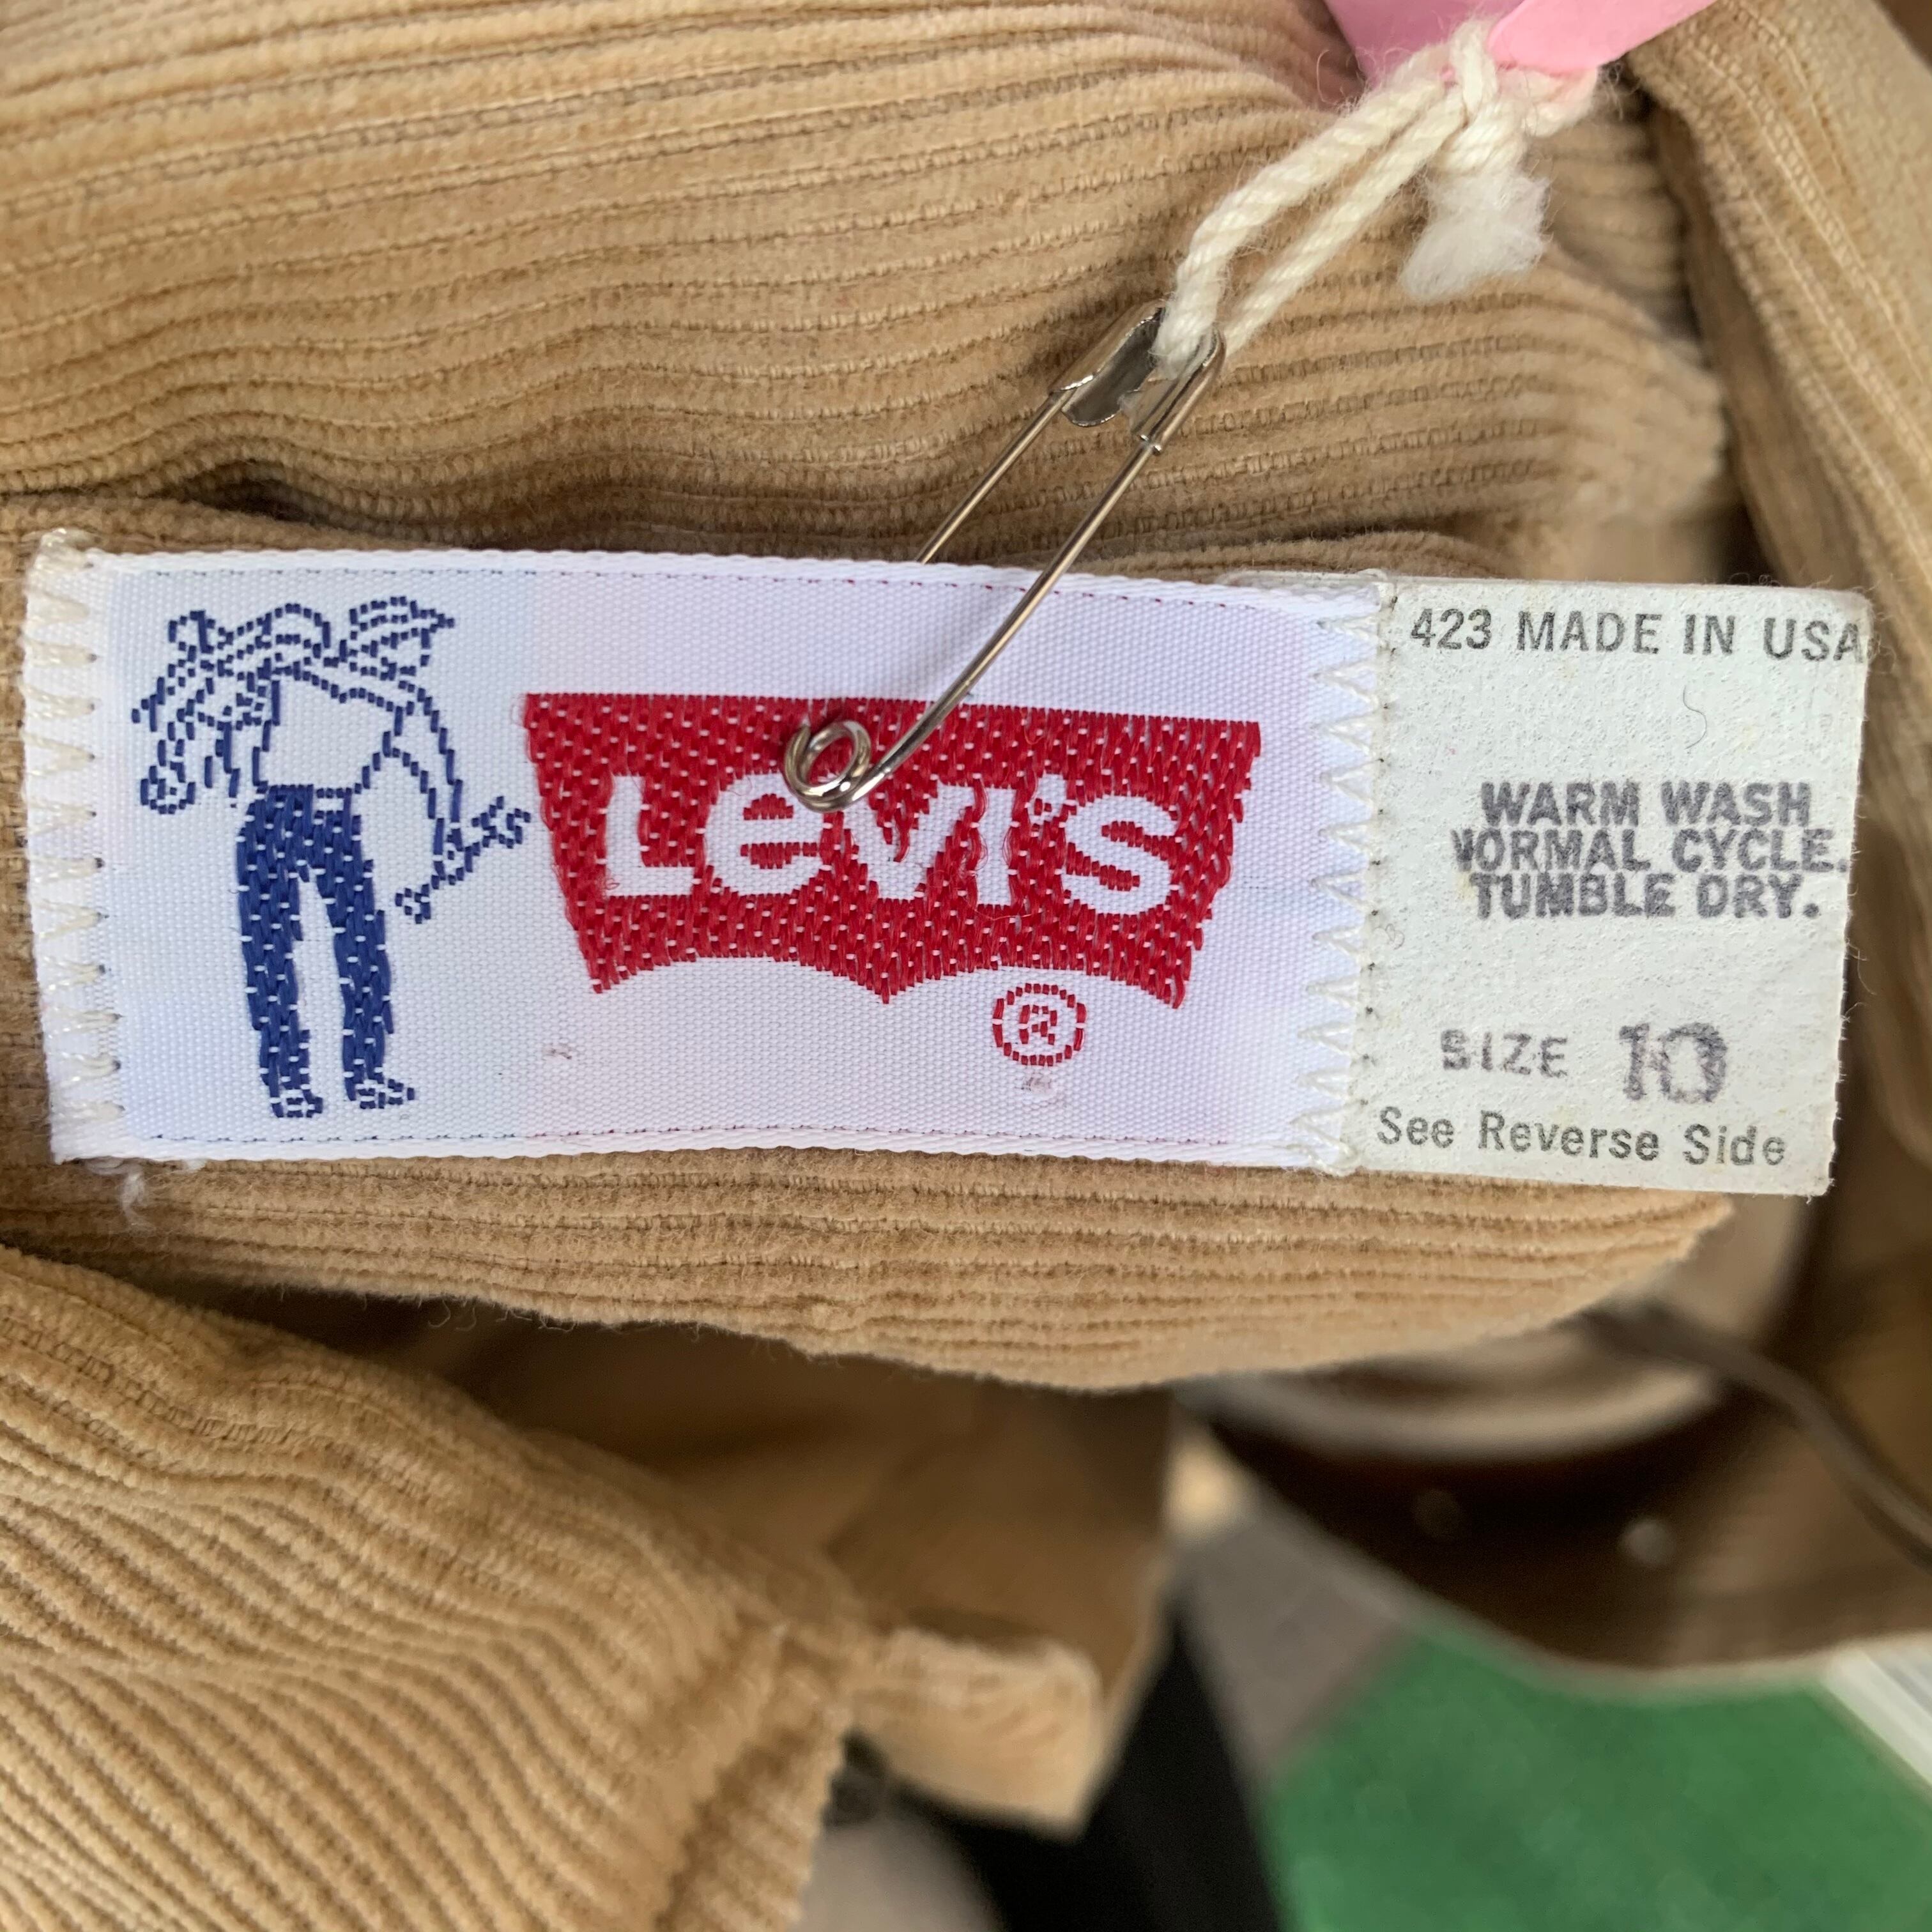 Levi's
®
423 MADE IN USA
WARM WASH
NORMAL CYCLE.
TUMBLE DRY.
SIZE 10
See Reverse Side